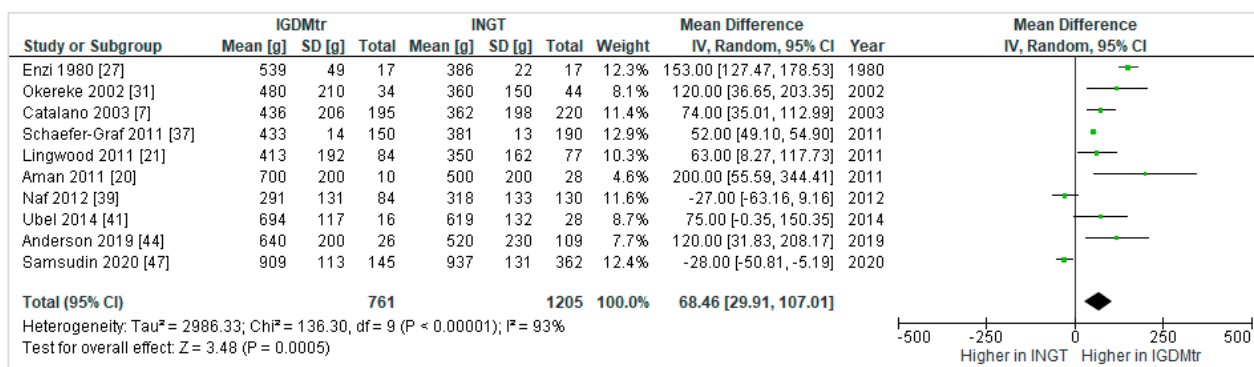 IGDMtr INGT Mean Difference Mean Difference
Study or Subgroup Mean [g] SD [g] Total Mean [g] SD [g] Total Weight IV, Random, 95% CI Year IV, Random, 95% CI
Enzi 1980 [27] 539 49 17 386 22 17 12.3% 153.00 [127.47, 178.53] 1980
Okereke 2002 [31] 480 210 34 360 150 44 8.1% 120.00 [36.65, 203.35] 2002
Catalano 2003 [7] 436 206 195 362 198 220 11.4% 74.00 [35.01, 112.99] 2003
Schaefer-Graf 2011 [37] 433 14 150 381 13 190 12.9% 52.00 [49.10, 54.90] 2011
Lingwood 2011 [21] 413 192 84 350 162 77 10.3% 63.00 [8.27, 117.73] 2011
Aman 2011 [20] 700 200 10 500 200 28 4.6% 200.00 [55.59, 344.41] 2011
Naf 2012 [39] 291 131 84 318 133 130 11.6% -27.00 [-63.16, 9.16] 2012
Ubel 2014 [41] 694 117 16 619 132 28 8.7% 75.00 [-0.35, 150.35] 2014
Anderson 2019 [44] 640 200 26 520 230 109 7.7% 120.00 [31.83, 208.17] 2019
Samsudin 2020 [47] 909 113 145 937 131 362 12.4% -28.00 [-50.81, -5.19] 2020
Total (95% CI) 761 1205 100.0% 68.46 [29.91, 107.01]
Heterogeneity: Tau² = 2986.33; Chi² = 136.30, df = 9 (P < 0.00001); I² = 93%
Test for overall effect: Z = 3.48 (P = 0.0005)
-500 -250 0 250 500
Higher in INGT Higher in IGDMtr